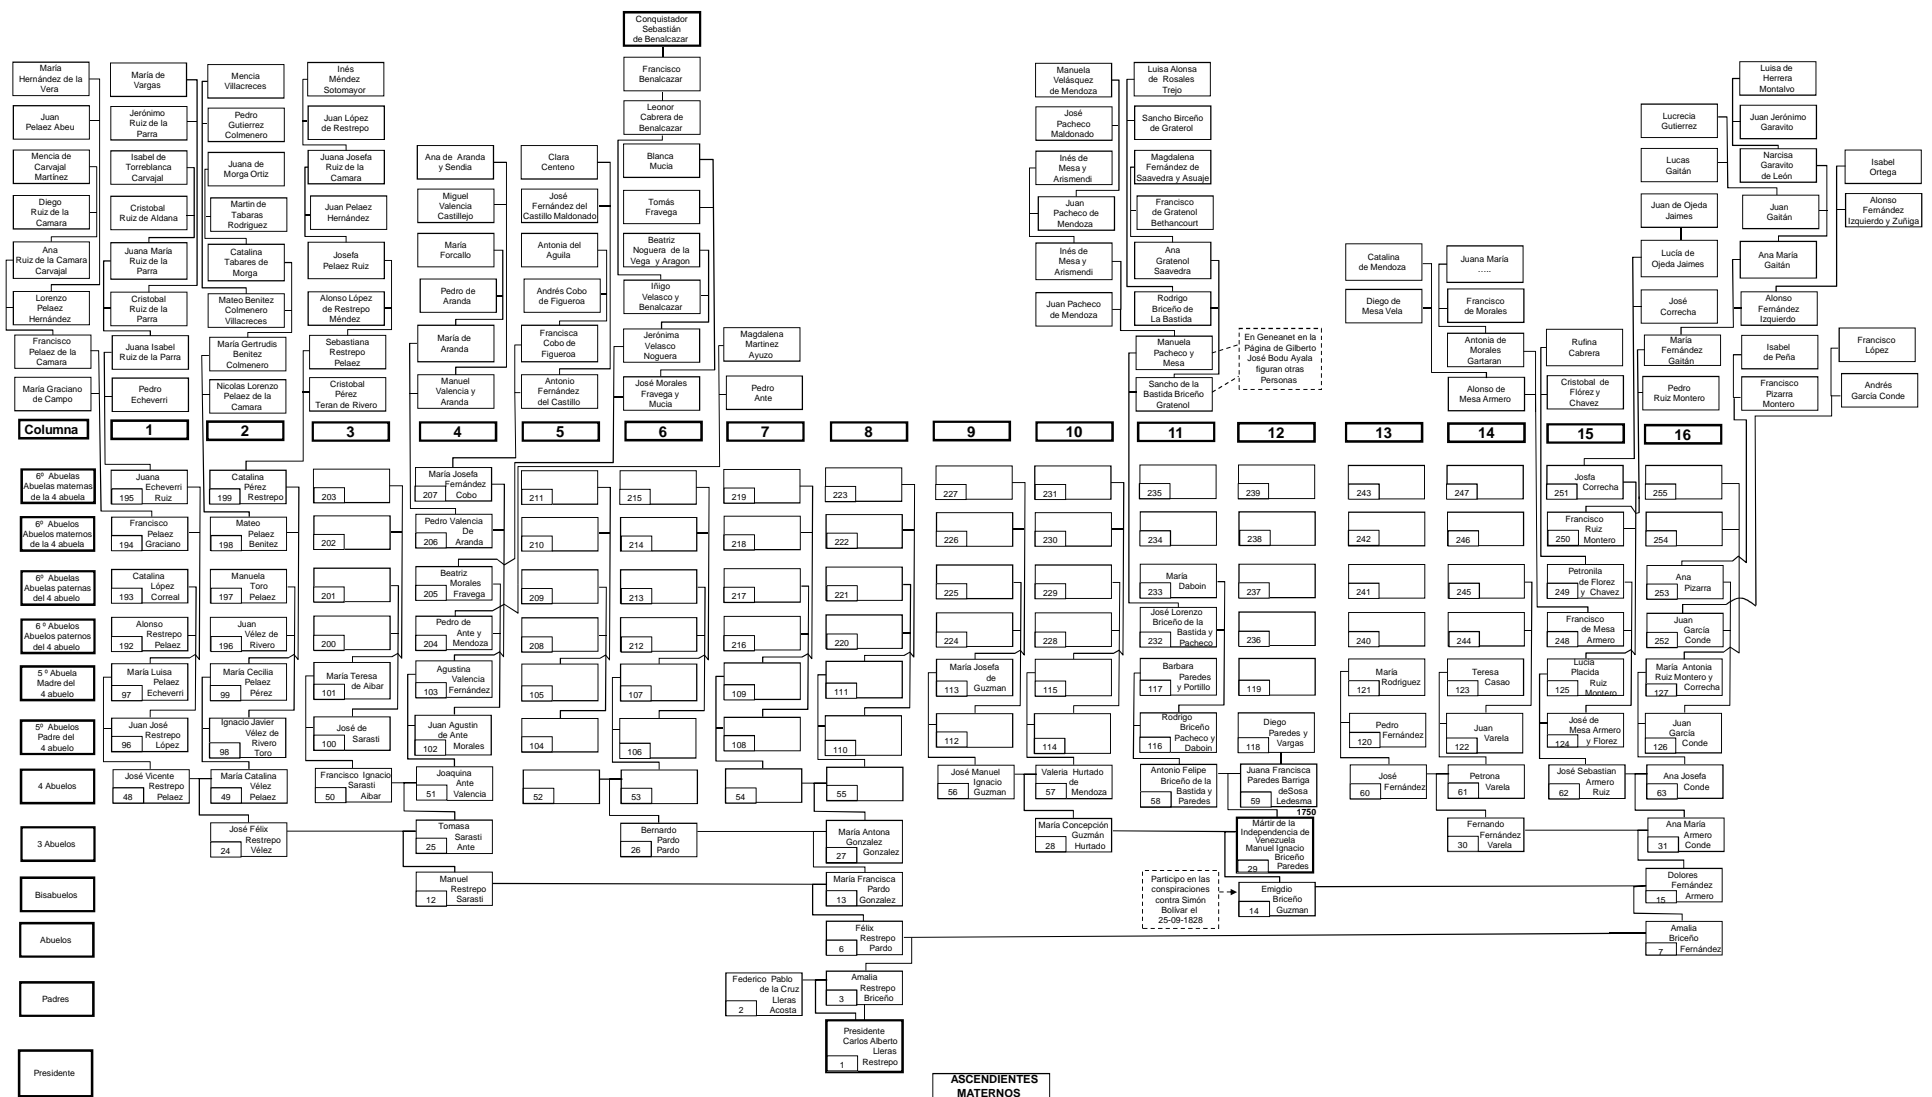 Conquistador
Sebastián
de Benalcazar
María
Hernández de la
Vera
María de
Vargas
Mencia
Villacreces
Inés
Méndez
Sotomayor
Francisco
Benalcazar
Manuela
Velásquez
de Mendoza
Luisa Alonsa
de Rosales
Trejo
Luisa de
Herrera
Montalvo
Juan
Pelaez Abeu
Jerónimo
Ruiz de la
Parra
Pedro
Gutierrez
Colmenero
Juan López
de Restrepo
Leonor
Cabrera de
Benalcazar
José
Pacheco
Maldonado
Sancho Birceño
de Graterol
Lucrecia
Gutierrez
Juan Jerónimo
Garavito
Mencia de
Carvajal
Martínez
Isabel de
Torreblanca
Carvajal
Juana de
Morga Ortiz
Juana Josefa
Ruiz de la
Camara
Ana de Aranda
y Sendia
Clara
Centeno
Blanca
Mucia
Inés de
Mesa y
Arismendi
Magdalena
Fernández de
Saavedra y Asuaje
Lucas
Gaitán
Narcisa
Garavito
de León
Isabel
Ortega
Diego
Ruiz de la
Camara
Cristobal
Ruiz de Aldana
Martin de
Tabaras
Rodriguez
Juan Pelaez
Hernández
Miguel
Valencia
Castillejo
José
Fernández del
Castillo Maldonado
Tomás
Fravega
Juan
Pacheco de
Mendoza
Francisco
de Gratenol
Bethancourt
Juan de Ojeda
Jaimes
Juan
Gaitán
Alonso
Fernández
Izquierdo y Zuñiga
Ana
Ruiz de la Camara
Carvajal
Juana María
Ruiz de la
Parra
Catalina
Tabares de
Morga
Josefa
Pelaez Ruiz
María
Forcallo
Antonia del
Aguila
Beatriz
Noguera de la
Vega y Aragon
Inés de
Mesa y
Arismendi
Ana
Gratenol
Saavedra
Catalina
de Mendoza
Juana María
.....
Lucía de
Ojeda Jaimes
Ana María
Gaitán
Lorenzo
Pelaez
Hernández
Cristobal
Ruiz de la
Parra
Mateo Benitez
Colmenero
Villacreces
Alonso López
de Restrepo
Méndez
Pedro de
Aranda
Andrés Cobo
de Figueroa
Iñigo
Velasco y
Benalcazar
Juan Pacheco
de Mendoza
Rodrigo
Briceño de
La Bastida
Diego de
Mesa Vela
Francisco
de Morales
José
Correcha
Alonso
Fernández
Izquierdo
Francisco
Pelaez de la
Camara
Juana Isabel
Ruiz de la Parra
María Gertrudis
Benitez
Colmenero
Sebastiana
Restrepo
Pelaez
María de
Aranda
Francisca
Cobo de
Figueroa
Jerónima
Velasco
Noguera
Magdalena
Martinez
Ayuzo
Manuela
Pacheco y
Mesa
En Geneanet en la
Página de Gilberto
José Bodu Ayala
figuran otras
Personas
Antonia de
Morales
Gartaran
Rufina
Cabrera
María
Fernández
Gaitán
Isabel
de Peña
Francisco
López
María Graciano
de Campo
Pedro
Echeverri
Nicolas Lorenzo
Pelaez de la
Camara
Cristobal
Pérez
Teran de Rivero
Manuel
Valencia y
Aranda
Antonio
Fernández
del Castillo
José Morales
Fravega y
Mucia
Pedro
Ante
Sancho de la
Bastida Briceño
Gratenol
Alonso de
Mesa Armero
Cristobal de
Flórez y
Chavez
Pedro
Ruiz Montero
Francisco
Pizarra
Montero
Andrés
García Conde
Columna
1
2
3
4
5
6
7
8
9
10
11
12
13
14
15
16
6º Abuelas
Abuelas maternas
de la 4 abuela
Juana
Echeverri
195 Ruiz
Catalina
Pérez
199 Restrepo
203
María Josefa
Fernández
207 Cobo
211
215
219
223
227
231
235
239
243
247
Josfa
Correcha
251
255
6º Abuelos
Abuelos maternos
de la 4 abuela
Francisco
Pelaez
194 Graciano
Mateo
Pelaez
198 Benitez
202
Pedro Valencia
De
206 Aranda
210
214
218
222
226
230
234
238
242
246
Francisco
Ruiz
250 Montero
254
6º Abuelas
Abuelas paternas
del 4 abuelo
Catalina
López
193 Correal
Manuela
Toro
197 Pelaez
201
Beatriz
Morales
205 Fravega
209
213
217
221
225
229
María
Daboin
233
237
241
245
Petronila
de Florez
249 y Chavez
Ana
Pizarra
253
6 º Abuelos
Abuelos paternos
del 4 abuelo
Alonso
Restrepo
192 Pelaez
Juan
Vélez de
196 Rivero
200
Pedro de
Ante y
204 Mendoza
208
212
216
220
224
228
José Lorenzo
Briceño de la
Bastida y
232 Pacheco
236
240
244
Francisco
de Mesa
248 Armero
Juan
García
252 Conde
5 º Abuela
Madre del
4 abuelo
María Luisa
Pelaez
97 Echeverri
María Cecilia
Pelaez
99 Pérez
María Teresa
de Aibar
101
Agustina
Valencia
103 Fernández
105
107
109
111
María Josefa
de
113 Guzman
115
Barbara
Paredes
117 y Portillo
119
María
Rodriguez
121
Teresa
Casao
123
Lucia
Placida
125 Ruiz
Montero
María Antonia
Ruiz Montero y
127 Correcha
5º Abuelos
Padre del
4 abuelo
Juan José
Restrepo
96 López
Ignacio Javier
Vélez de
Rivero
98 Toro
José de
Sarasti
100
Juan Agustin
de Ante
102 Morales
104
106
108
110
112
114
Rodrigo
Briceño
Pacheco y
116 Daboin
Diego
Paredes y
118 Vargas
Pedro
Fernández
120
Juan
Varela
122
José de
Mesa Armero
124 y Florez
Juan
García
126 Conde
4 Abuelos
José Vicente
Restrepo
48 Pelaez
María Catalina
Vélez
49 Pelaez
Francisco Ignacio
Sarasti
50 Aibar
Joaquina
Ante
51 Valencia
52
53
54
55
José Manuel
Ignacio
56 Guzman
Valeria Hurtado
de
57 Mendoza
Antonio Felipe
Briceño de la
Bastida y
58 Paredes
Juana Francisca
Paredes Barriga
deSosa
59 Ledesma
José
Fernández
60
Petrona
Varela
61
José Sebastian
Armero
62 Ruiz
Ana Josefa
Conde
63
1750
3 Abuelos
José Félix
Restrepo
24 Vélez
Tomasa
Sarasti
25 Ante
Bernardo
Pardo
26 Pardo
María Antona
Gonzalez
27 Gonzalez
María Concepción
Guzmán
28 Hurtado
Mártir de la
Independencia de
Venezuela
Manuel Ignacio
Briceño
Paredes
29
Fernando
Fernández
30 Varela
Ana María
Armero
31 Conde
Bisabuelos
Manuel
Restrepo
12 Sarasti
María Francisca
Pardo
13 Gonzalez
Participo en las
conspiraciones
contra Simón
Bolívar el
25-09-1828
Emigdio
Briceño
14 Guzman
Dolores
Fernández
15 Armero
Abuelos
Félix
Restrepo
6 Pardo
Amalia
Briceño
7 Fernández
Padres
Federico Pablo
de la Cruz
Lleras
2 Acosta
Amalia
Restrepo
3 Briceño
Presidente
Presidente
Carlos Alberto
Lleras
1 Restrepo
ASCENDIENTES
MATERNOS